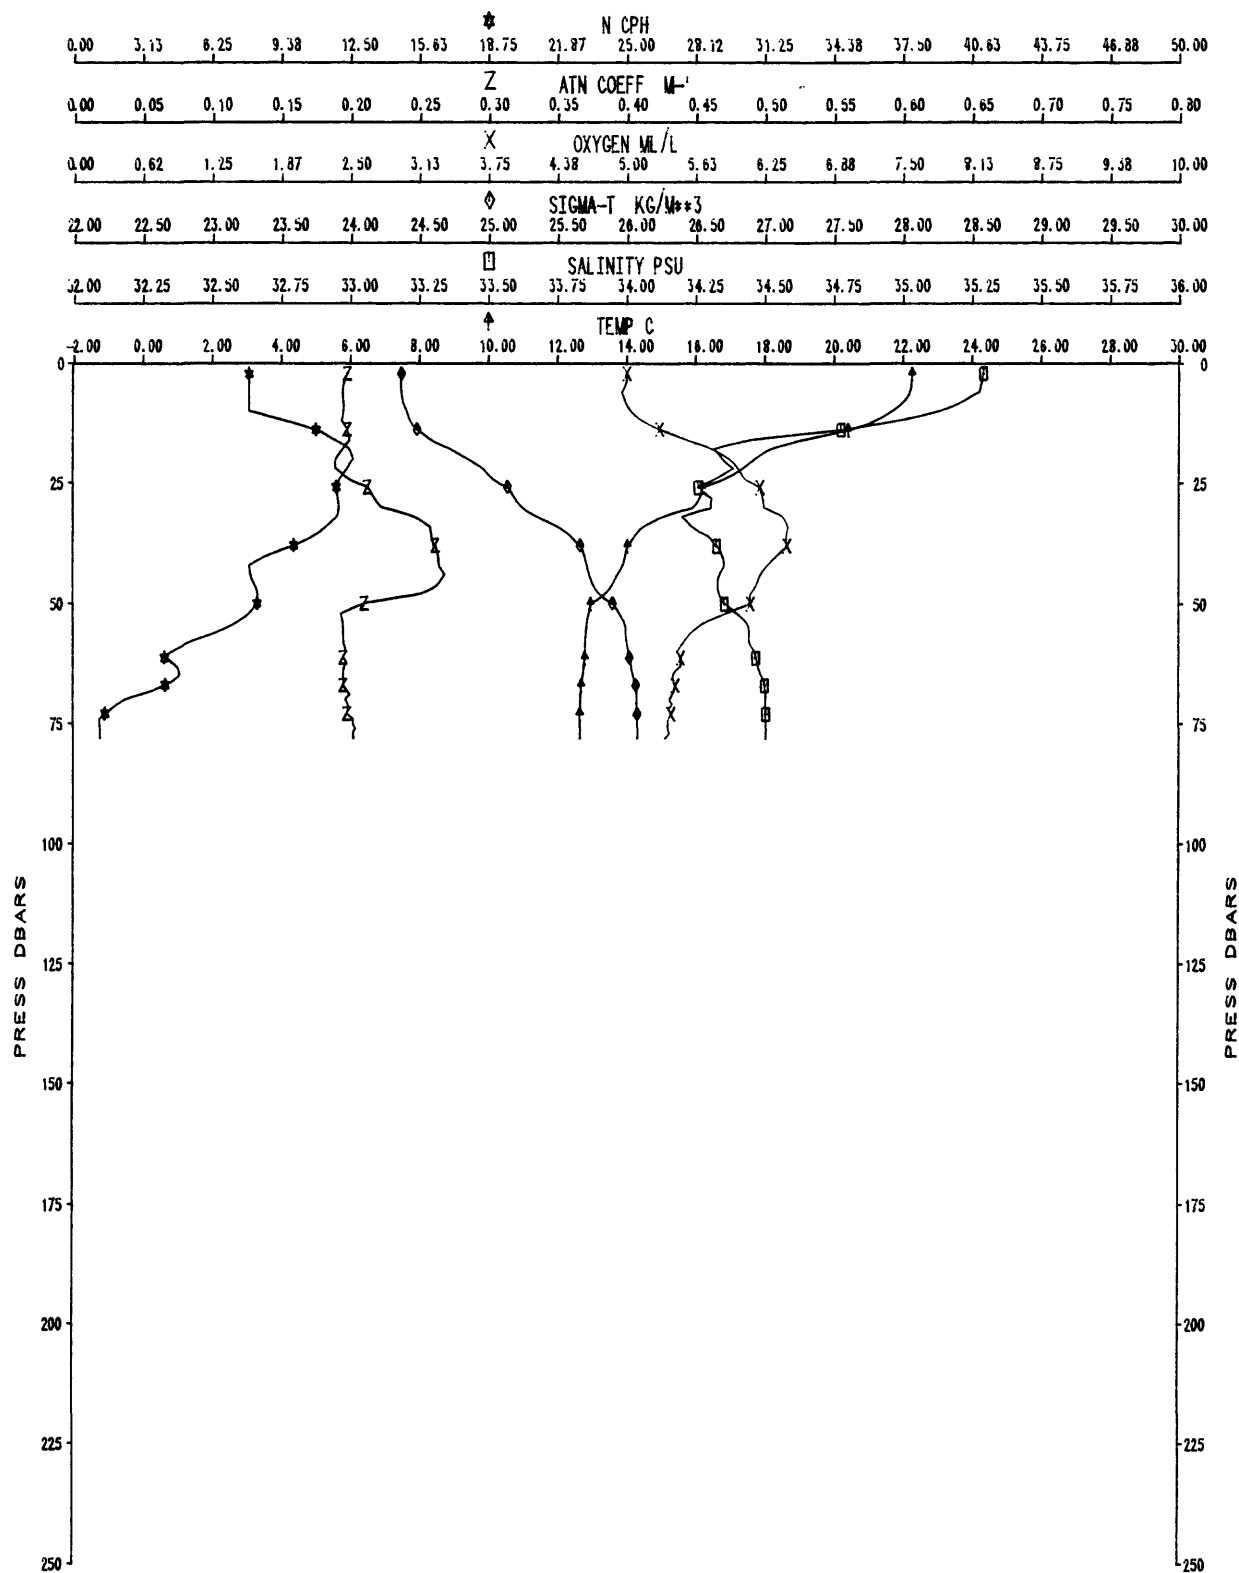 N CPH
0.00 3.13 6.25 9.38 12.50 15.63 18.75 21.87 25.00 28.12 31.25 34.38 37.50 40.63 43.75 46.88 50.00
Z ATN COEFF M-¹
0.00 0.05 0.10 0.15 0.20 0.25 0.30 0.35 0.40 0.45 0.50 0.55 0.60 0.65 0.70 0.75 0.80
X OXYGEN ML/L
0.00 0.62 1.25 1.87 2.50 3.13 3.75 4.38 5.00 5.63 6.25 6.88 7.50 8.13 8.75 9.38 10.00
SIGMA-T KG/M**3
22.00 22.50 23.00 23.50 24.00 24.50 25.00 25.50 26.00 26.50 27.00 27.50 28.00 28.50 29.00 29.50 30.00
SALINITY PSU
32.00 32.25 32.50 32.75 33.00 33.25 33.50 33.75 34.00 34.25 34.50 34.75 35.00 35.25 35.50 35.75 36.00
TEMP C
-2.00 0.00 2.00 4.00 6.00 8.00 10.00 12.00 14.00 16.00 18.00 20.00 22.00 24.00 26.00 28.00 30.00
0 0
25 25
50 50
75 75
100 100
125 125
150 150
175 175
200 200
225 225
250 250
PRESS DBARS
PRESS DBARS